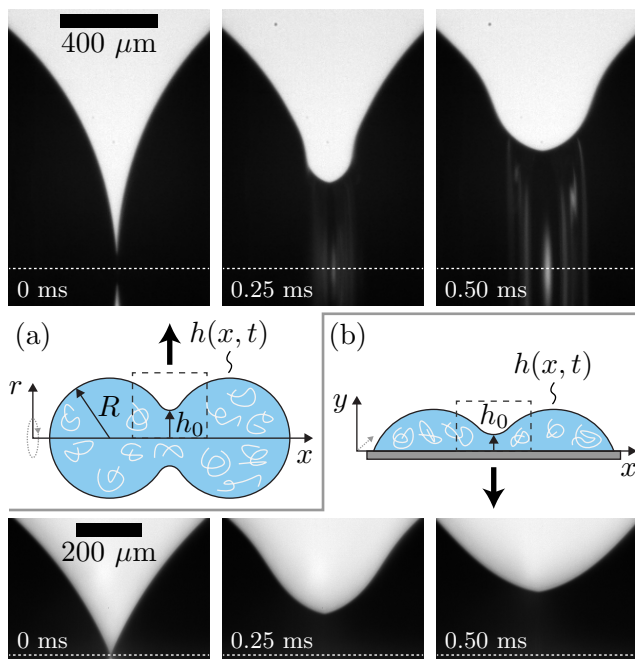 400 μm
0 ms
0.25 ms
0.50 ms
(a)
h(x, t)
r
R
h₀
x
(b)
h(x, t)
y
h₀
x
200 μm
0 ms
0.25 ms
0.50 ms